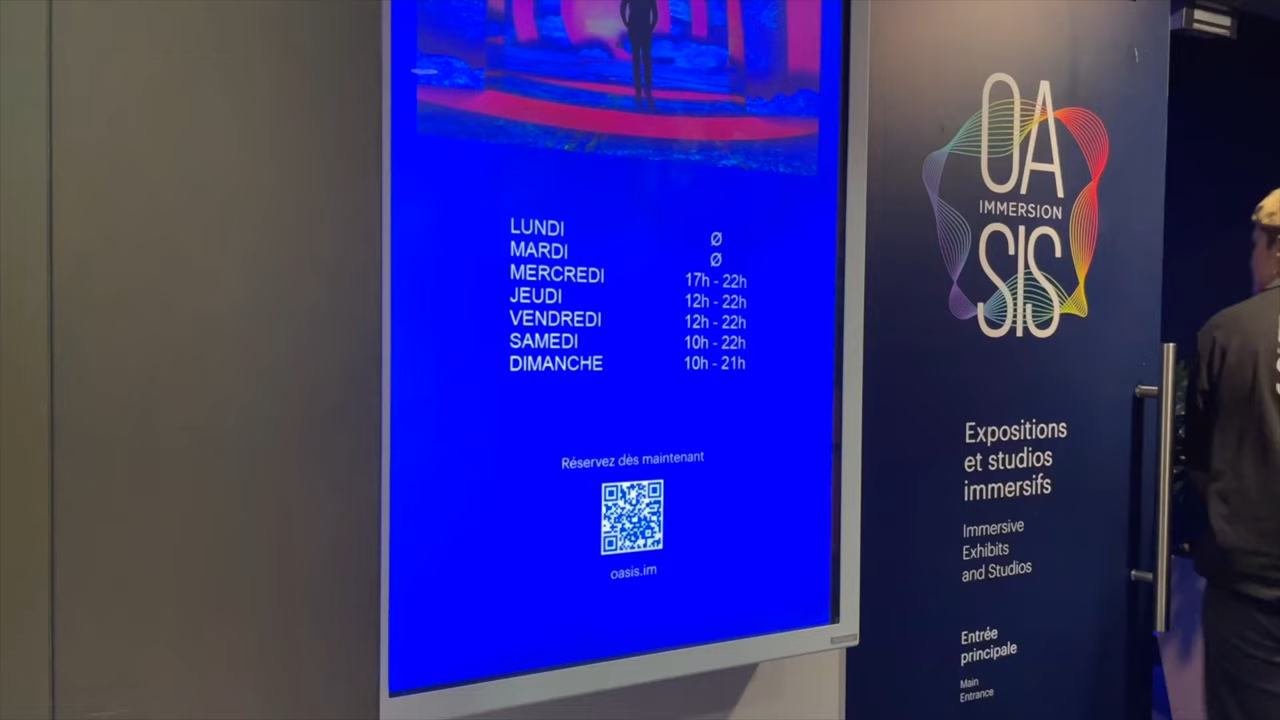 LUNDI Ø
MARDI Ø
MERCREDI 17h - 22h
JEUDI 12h - 22h
VENDREDI 12h - 22h
SAMEDI 10h - 22h
DIMANCHE 10h - 21h
Réservez dès maintenant
oasis.im
OA
IMMERSION
SIS
Expositions
et studios
immersifs
Immersive
Exhibits
and Studios
Entrée
principale
Main
Entrance